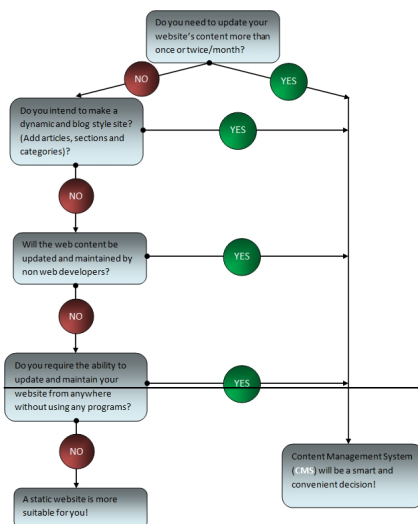 Do you need to update your
website's content more than
once or twice/month?
NO
YES
Do you intend to make a
dynamic and blog style site?
(Add articles, sections and
categories)?
YES
NO
Will the web content be
updated and maintained by
non web developers?
YES
NO
Do you require the ability to
update and maintain your
website from anywhere
without using any programs?
YES
NO
Content Management System
(CMS) will be a smart and
convenient decision!
A static website is more
suitable for you!